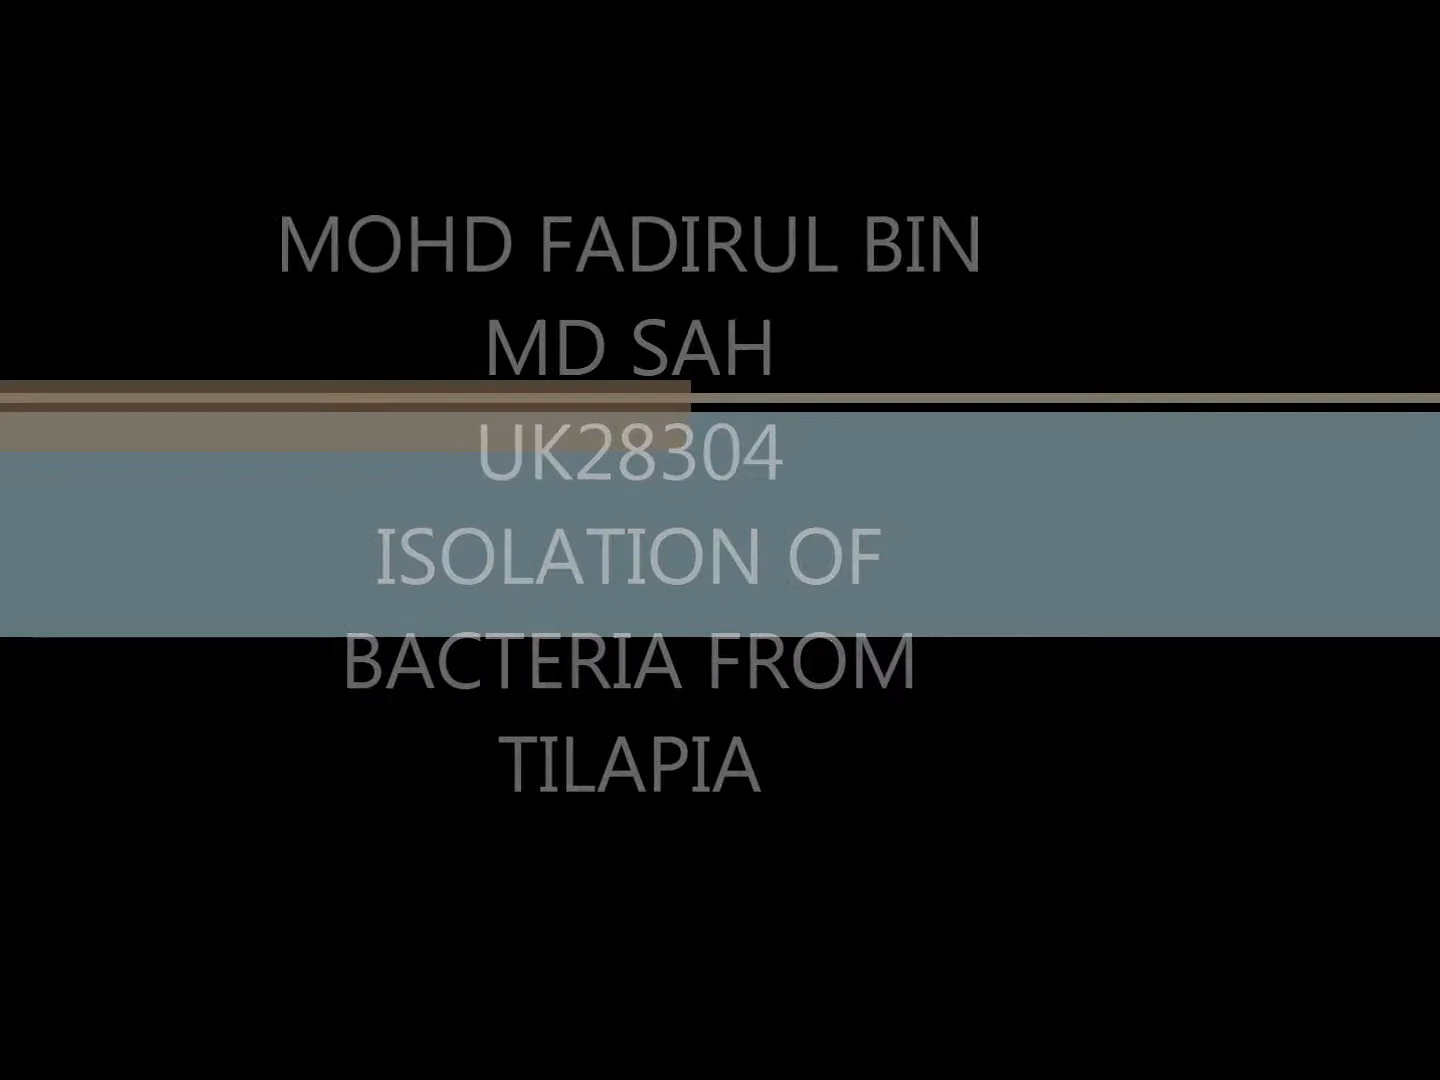 MOHD FADIRUL BIN
MD SAH
UK28304
ISOLATION OF
BACTERIA FROM
TILAPIA